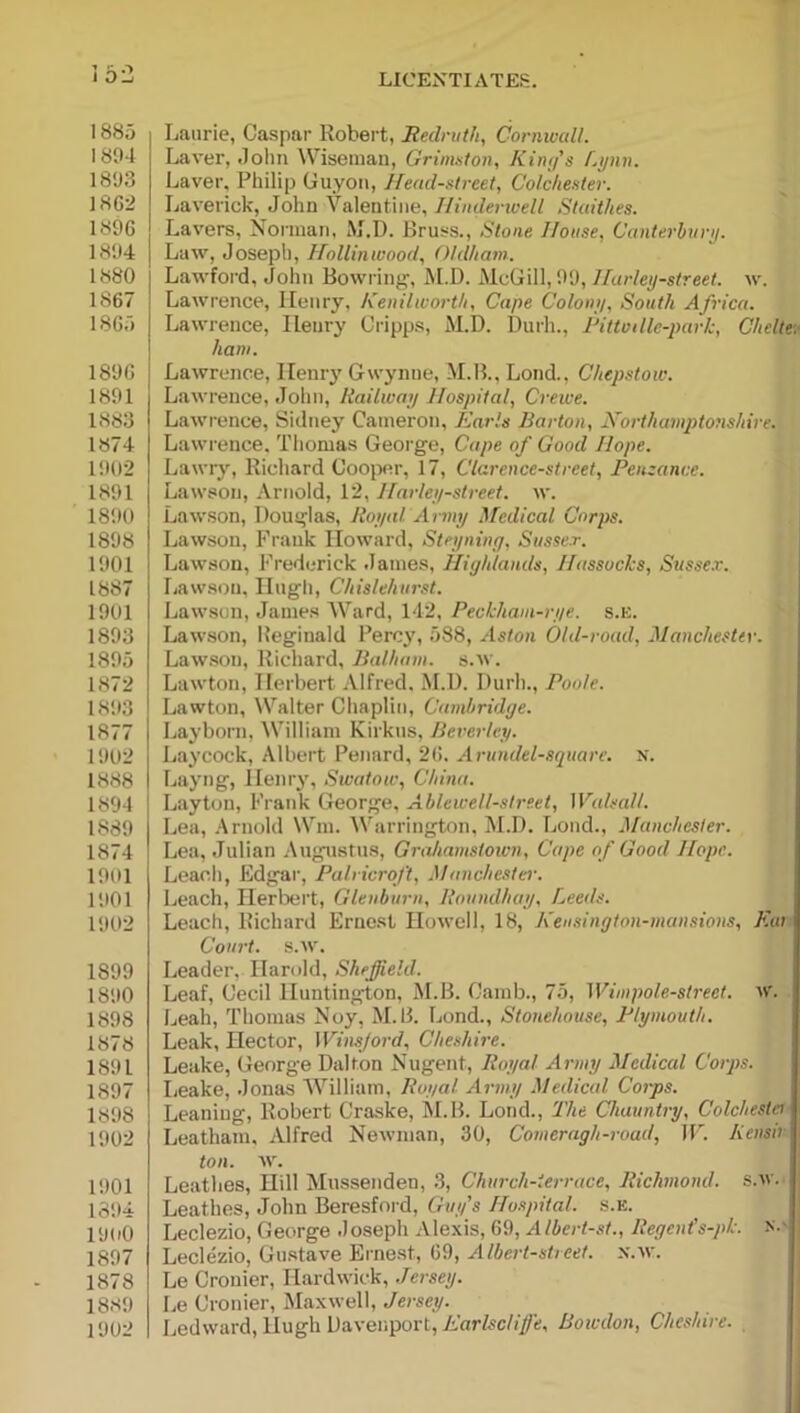 152
LICENTIATES.
1885 Laurie, Caspar Robert, Redruth, Cornwall.
1894 Laver, John Wiseman, Grimston, King's Lynn.
1893 Laver, Philip Guyon, Head-street, Colchester.
1862 Laverick, John Valentine, Hinderwell Staithes.
1896 Lavers, Norman, M.D. Bruss., Stone House, Canterbury.
1894 Law, Joseph, Hollinwood, Oldham.
1880 Lawford, John Bowring, M.D. McGill, 99, Harley-street. W.
1867 Lawrence, Henry, Kenilworth, Cape Colony, South Africa.
1865 Lawrence, Henry Cripps, M.D. Durh., Pittville-park, Chelten
ham.
1896 Lawrence, Henry Gwynne, M.B., Lond., Chepstow.
1891 Lawrence, John, Railway Hospital, Crewe.
1883 Lawrence, Sidney Cameron, Earls Barton, Northamptonshire.
1874 Lawrence, Thomas George, Cape of Good Hope.
1902 Lawry, Richard Cooper, 17, Clarence-street, Penzance.
1891 Lawson, Arnold, 12, Harley-street. W.
1890 Lawson, Douglas, Royal Army Medical Corps.
1898 Lawson, Frank Howard, Steyning, Sussex.
1901 Lawson, Frederick James, Highlands, Hassocks, Sussex.
1887 Lawson, Hugh, Chislehurst.
1901 Lawson, James Ward, 142, Peckham-rye. S.E.
1893 Lawson, Reginald Percy, 588, Aston Old-road, Manchester.
1895 Lawson, Richard, Balham. S.W.
1872 Lawton, Herbert Alfred, M.D. Durh., Poole.
1893 Lawton, Walter Chaplin, Cambridge.
1877 Layborn, William Kirkus, Beverley.
1902 Laycock, Albert Penard, 26, Arundel-square. N.
1888 Layng, Henry, Swatow, China.
1894 Layton, Frank George, Ablewell-street, Walsall.
1889 Lea, Arnold Wm. Warrington, M.D. Lond., Manchester.
1874 Lea, Julian Augustus, Grahamstown, Cape of Good Hope.
1901 Leach, Edgar, Patricroft, Manchester.
1901 Leach, Herbert, Glenburn, Roundhay, Leeds.
1902 Leach, Richard Ernest Howell, 18, Kensington-mansions, Ear
Court. S.W.
1899 Leader, Harold, Sheffield.
1890 Leaf, Cecil Huntington, M.B. Camb., 75, Wimpole-street. W.
1898 Leah, Thomas Noy, M.B. Lond., Stonehouse, Plymouth.
1878 Leak, Hector, Winsford, Cheshire.
1891 Leake, George Dalton Nugent, Royal Army Medical Corps.
1897 Leake, Jonas William, Royal Army Medical Corps.
1898 Leaning, Robert Craske, M.B. Lond., The Chauntry, Colchester
1902 Leatham, Alfred Newman, 30, Comeragh-road, W. Kensin
ton. W.
1901 Leathes, Hill Mussenden, 3, Church-terrace, Richmond. S.W.
1894 Leathes, John Beresford, Guy's Hospital. S.E.
1900 Leclezio, George Joseph Alexis, 69, Albert-st., Regent's-pk. N.
1897 Leclézio, Gustave Ernest, 69, Albert-street. N.W.
1878 Le Cronier, Hardwick, Jersey.
1889 Le Cronier, Maxwell, Jersey.
1902 Ledward, Hugh Davenport, Earlscliffe, Bowdon, Cheshire.